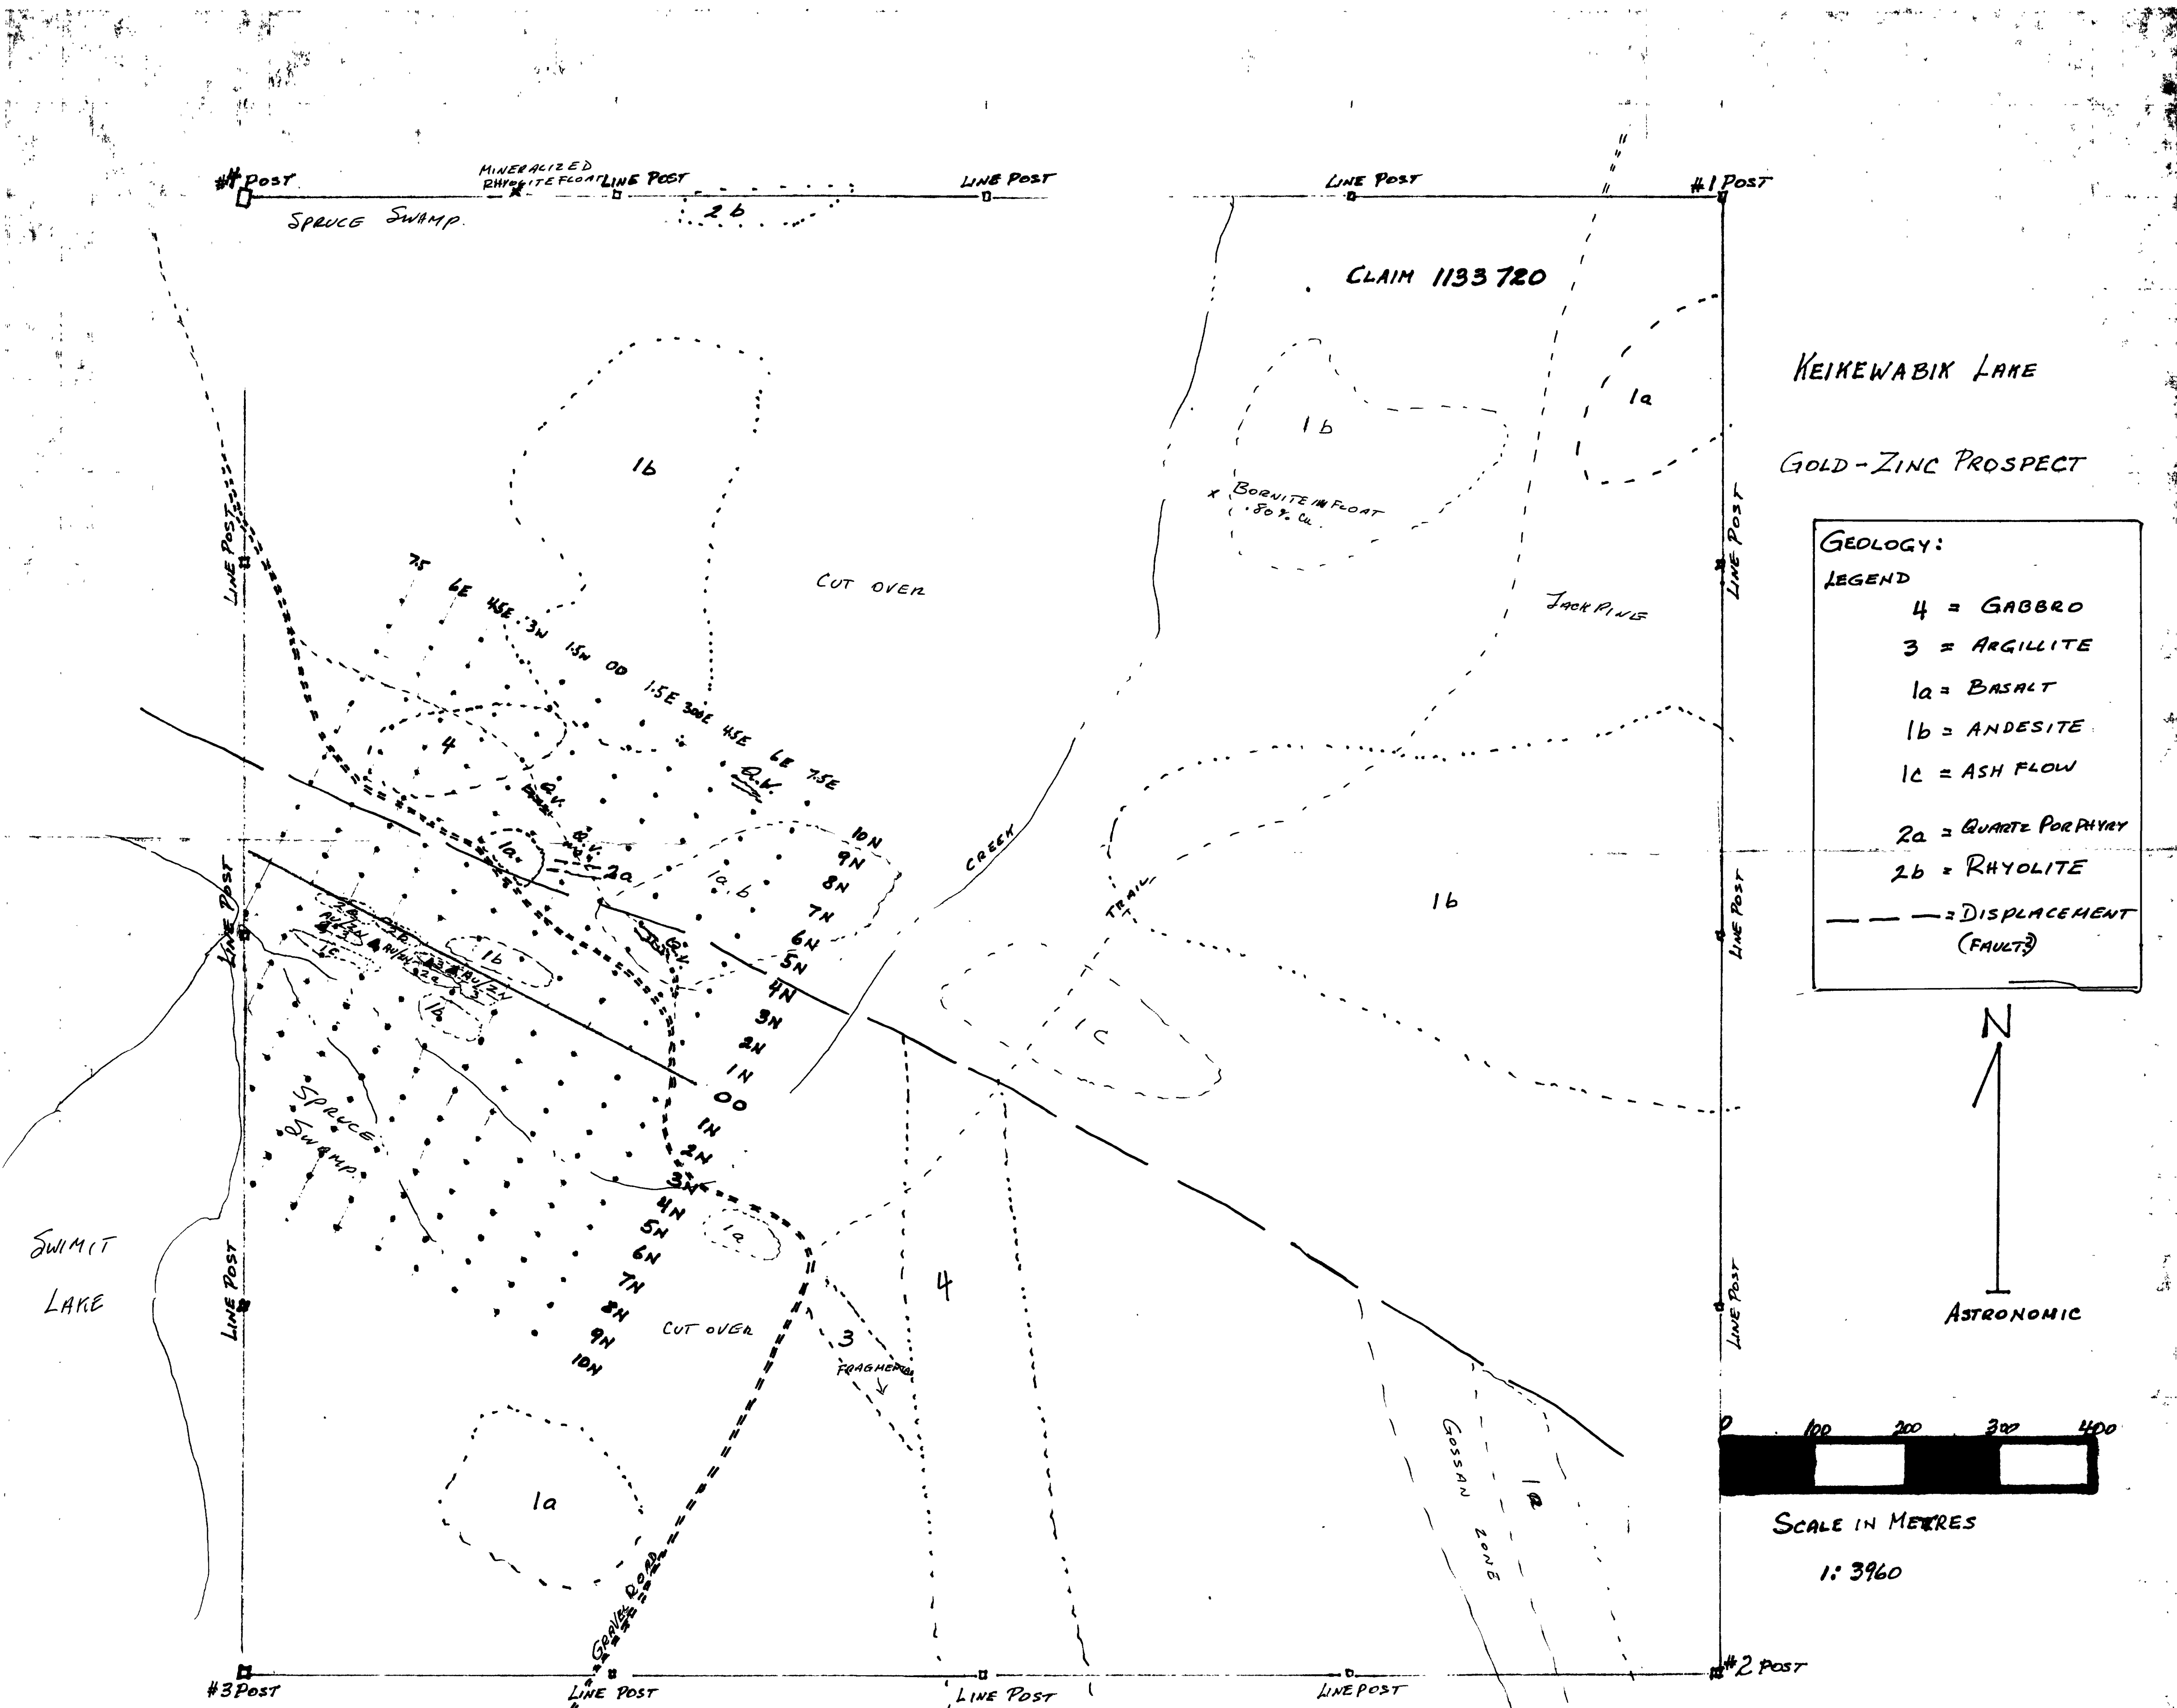 #4 POST
MINERALIZED
RHYOLITE FLOAT
LINE POST
LINE POST
LINE POST
#1 POST
SPRUCE SWAMP.
2b
CLAIM 1133720
KEIKEWABIK LAKE
GOLD-ZINC PROSPECT
1a
1b
1b
BORNITE IN FLOAT
.80% Cu.
LINE POST
LINE POST
CUT OVER
JACK PINE
GEOLOGY:
LEGEND
4 = GABBRO
3 = ARGILLITE
1a = BASALT
1b = ANDESITE
1c = ASH FLOW
2a = QUARTZ PORPHYRY
2b = RHYOLITE
= DISPLACEMENT
(FAULT?)
7.5
6E
4.5E
3W
1.5W
00
1.5E
300E
4.5E
6E
7.5E
4
Q.V.
Q.V.
1a
Q.V.
2a
1a,b
10N
9N
8N
7N
6N
5N
4N
3N
2N
1N
00
1N
2N
3N
4N
5N
6N
7N
8N
9N
10N
CREEK
TRAIL
1b
LINE POST
LINE POST
1c
1b
1b
Q.V.
1c
N
ASTRONOMIC
SPRUCE
SWAMP
SWIMIT
LAKE
LINE POST
LINE POST
1a
4
CUT OVER
3
FRAGMENTAL
1a
GOSSAN ZONE
1a
GRAVEL ROAD
0 100 200 300 400
SCALE IN METRES
1:3960
#3 POST
LINE POST
LINE POST
LINE POST
#2 POST